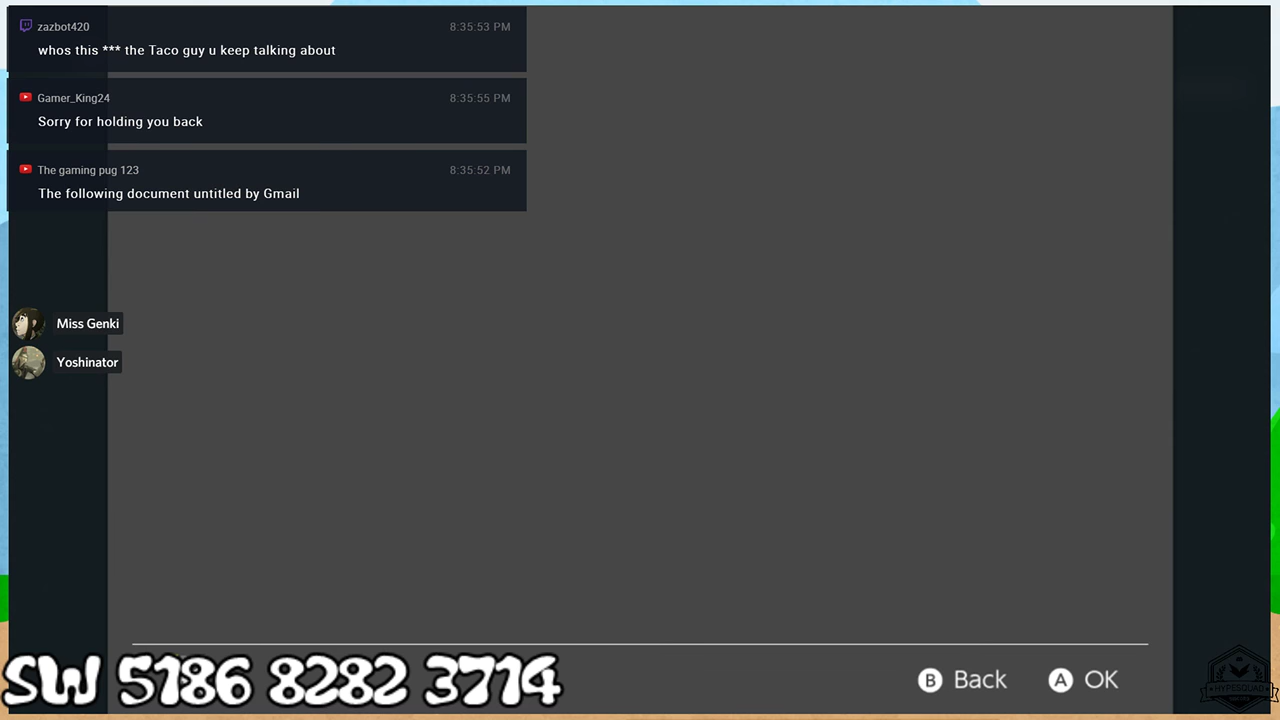 zazbot420 8:35:53 PM
whos this *** the Taco guy u keep talking about
Gamer_King24 8:35:55 PM
Sorry for holding you back
The gaming pug 123 8:35:52 PM
The following document untitled by Gmail
Miss Genki
Yoshinator
SW 5186 8282 3714
B Back A OK
HYPESQUAD